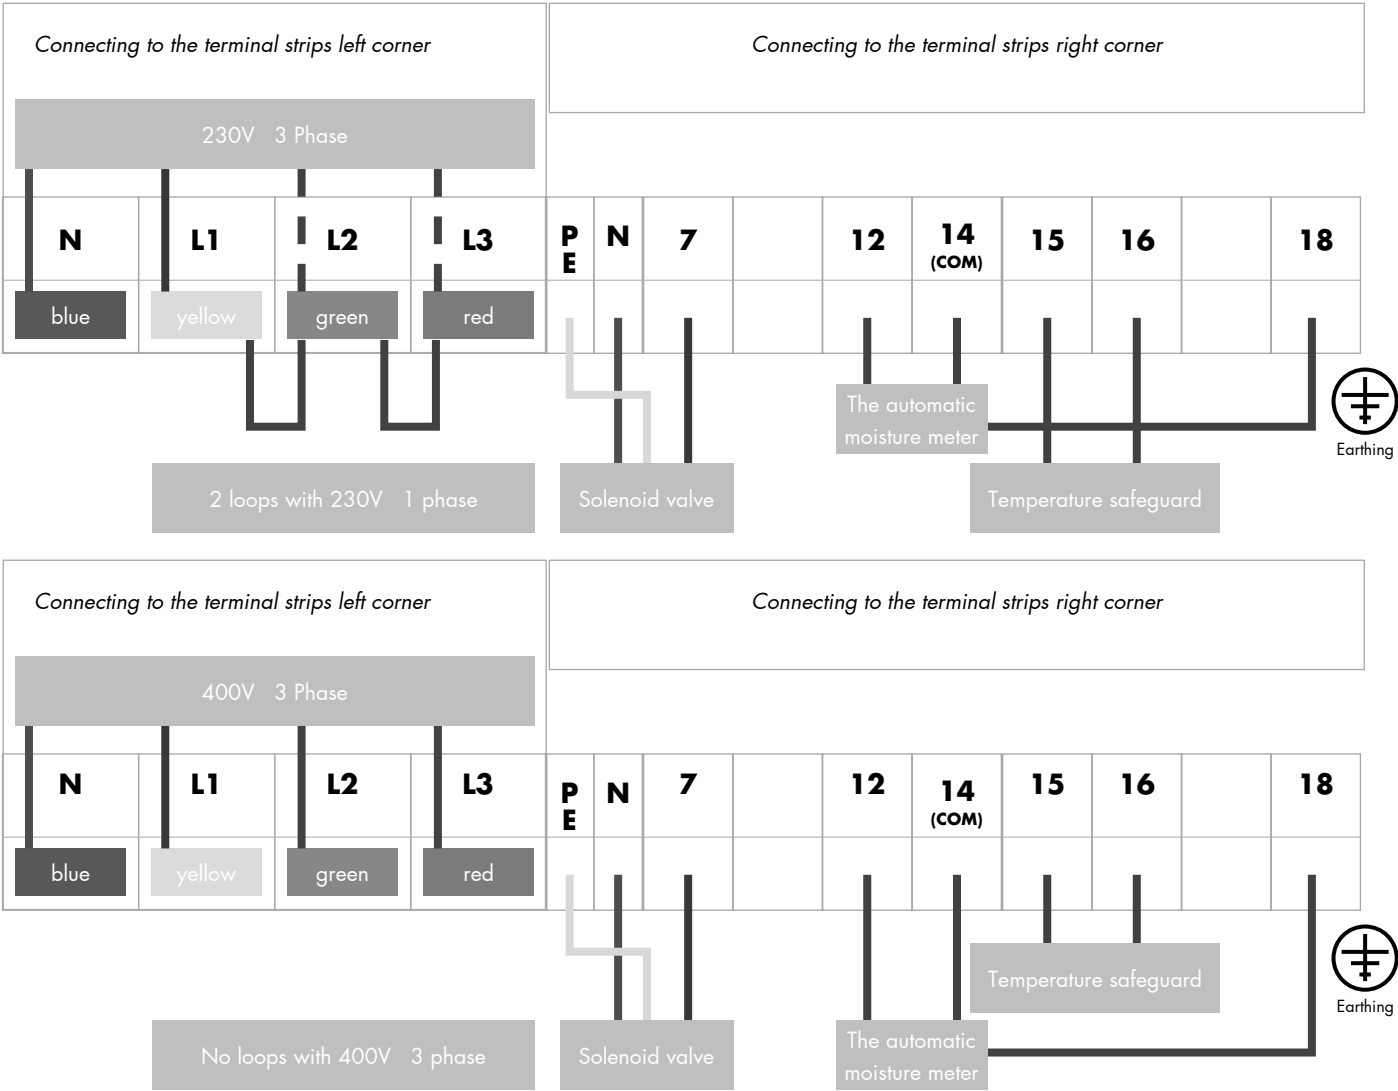 Connecting to the terminal strips left corner
Connecting to the terminal strips right corner
230V 3 Phase
N L1 L2 L3 P N 7 12 14 15 16 18
E (COM)
blue yellow green red
The automatic
moisture meter
Earthing
2 loops with 230V 1 phase
Solenoid valve
Temperature safeguard
Connecting to the terminal strips left corner
Connecting to the terminal strips right corner
400V 3 Phase
N L1 L2 L3 P N 7 12 14 15 16 18
E (COM)
blue yellow green red
Temperature safeguard
Earthing
No loops with 400V 3 phase
Solenoid valve
The automatic
moisture meter